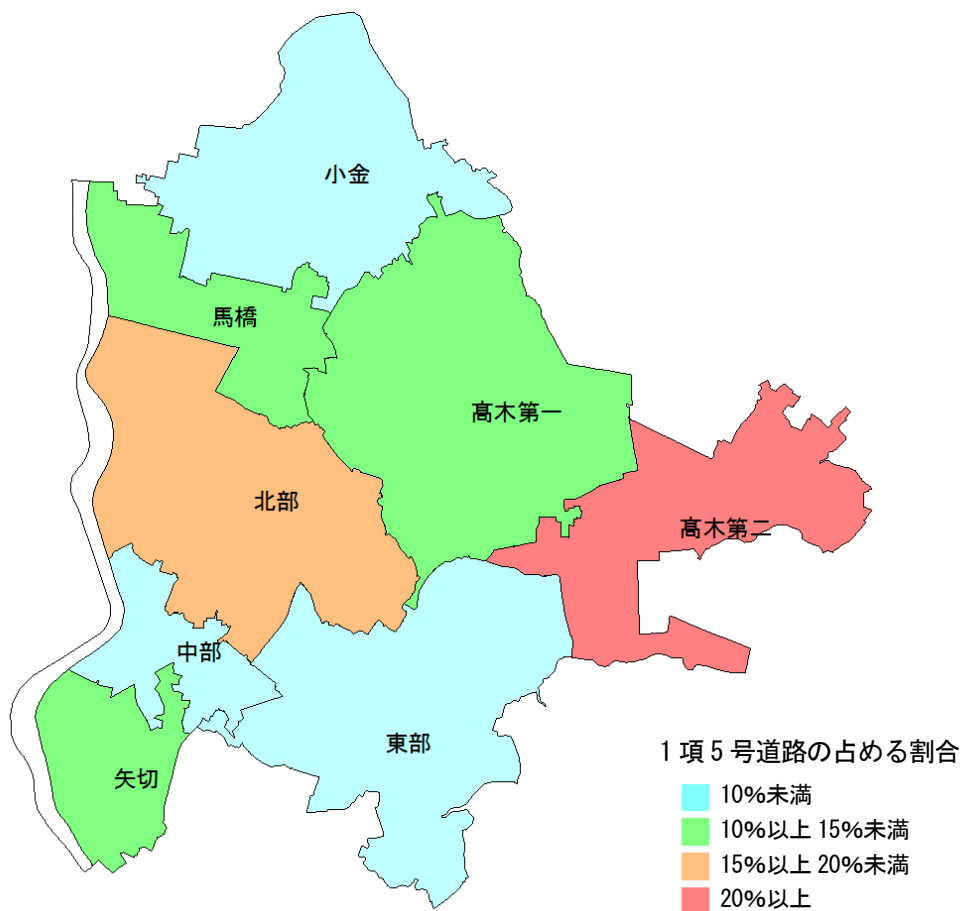 小金
馬橋
髙木第一
北部
髙木第二
中部
東部
矢切
1項5号道路の占める割合
10%未満
10%以上 15%未満
15%以上 20%未満
20%以上